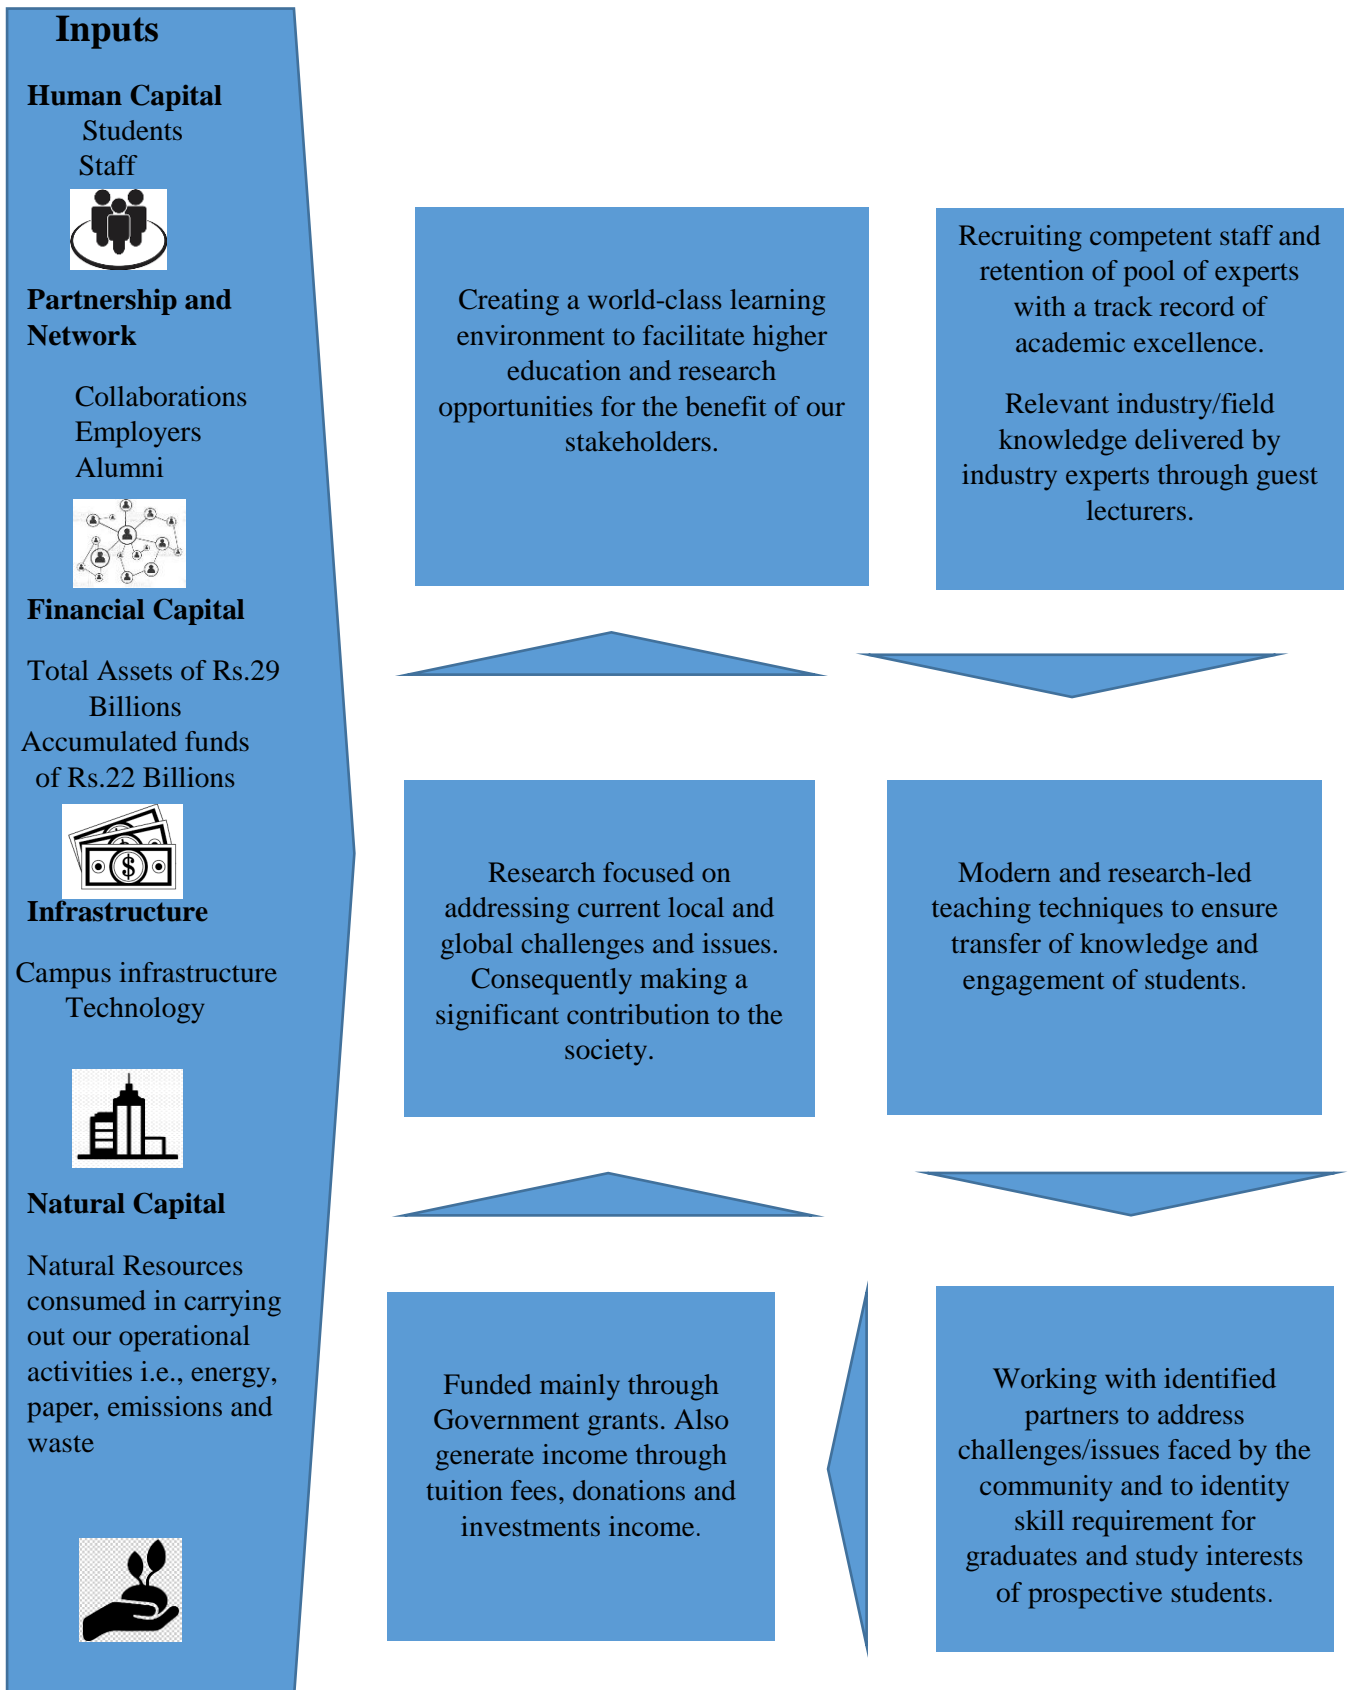 Inputs
Human Capital
Students
Staff
Partnership and
Network
Collaborations
Employers
Alumni
Financial Capital
Total Assets of Rs.29
Billions
Accumulated funds
of Rs.22 Billions
Infrastructure
Campus infrastructure
Technology
Natural Capital
Natural Resources
consumed in carrying
out our operational
activities i.e., energy,
paper, emissions and
waste
Creating a world-class learning
environment to facilitate higher
education and research
opportunities for the benefit of our
stakeholders.
Recruiting competent staff and
retention of pool of experts
with a track record of
academic excellence.
Relevant industry/field
knowledge delivered by
industry experts through guest
lecturers.
Research focused on
addressing current local and
global challenges and issues.
Consequently making a
significant contribution to the
society.
Modern and research-led
teaching techniques to ensure
transfer of knowledge and
engagement of students.
Funded mainly through
Government grants. Also
generate income through
tuition fees, donations and
investments income.
Working with identified
partners to address
challenges/issues faced by the
community and to identity
skill requirement for
graduates and study interests
of prospective students.